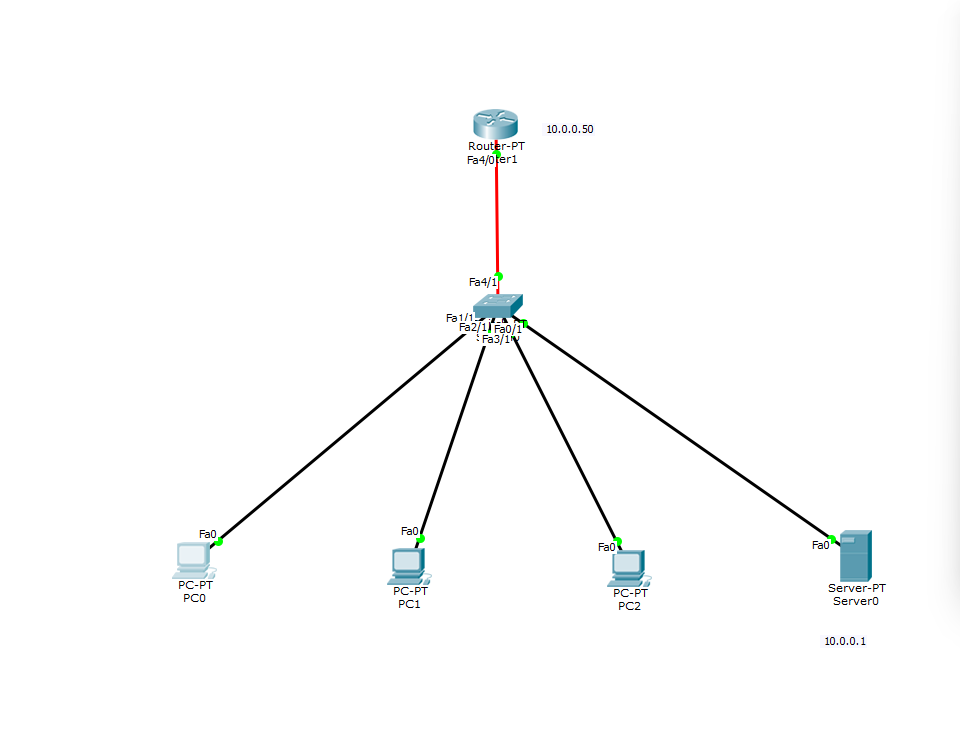 10.0.0.50
Router-PT
Fa4/0
ter1
Fa4/1
Fa1/1
Fa2/1
Fa0/1
Fa3/1
Fa0
Fa0
Fa0
Fa0
PC-PT
PC0
PC-PT
PC1
PC-PT
PC2
Server-PT
Server0
10.0.0.1